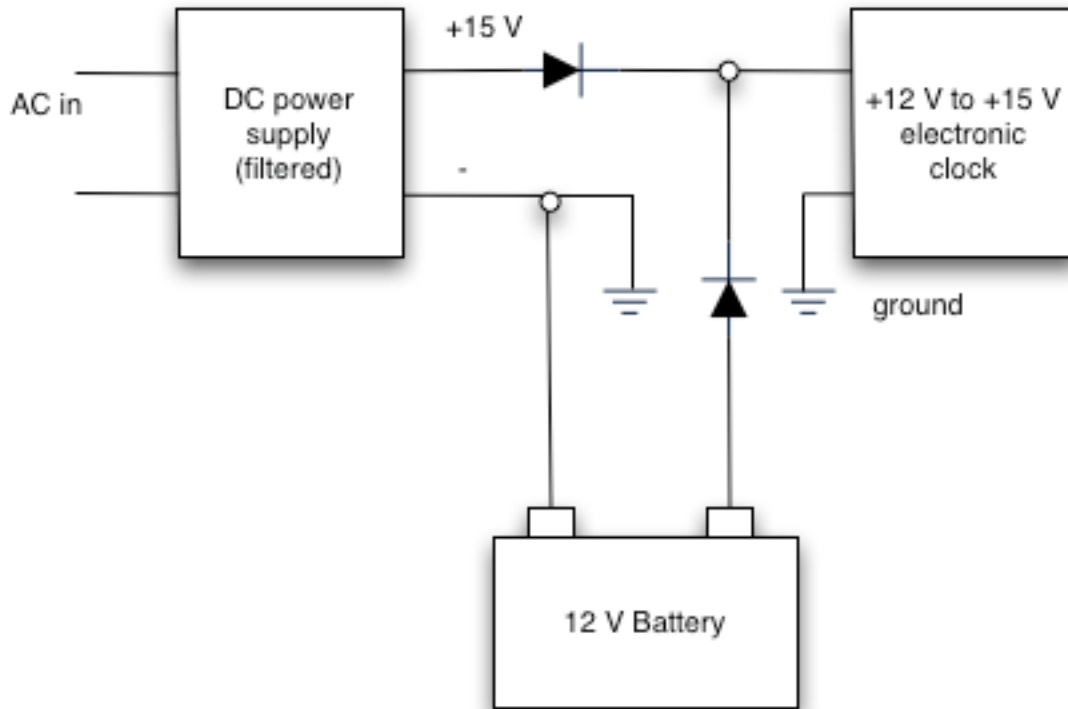 +15 V
AC in
DC power
supply
(filtered)
-
+12 V to +15 V
electronic
clock
ground
12 V Battery